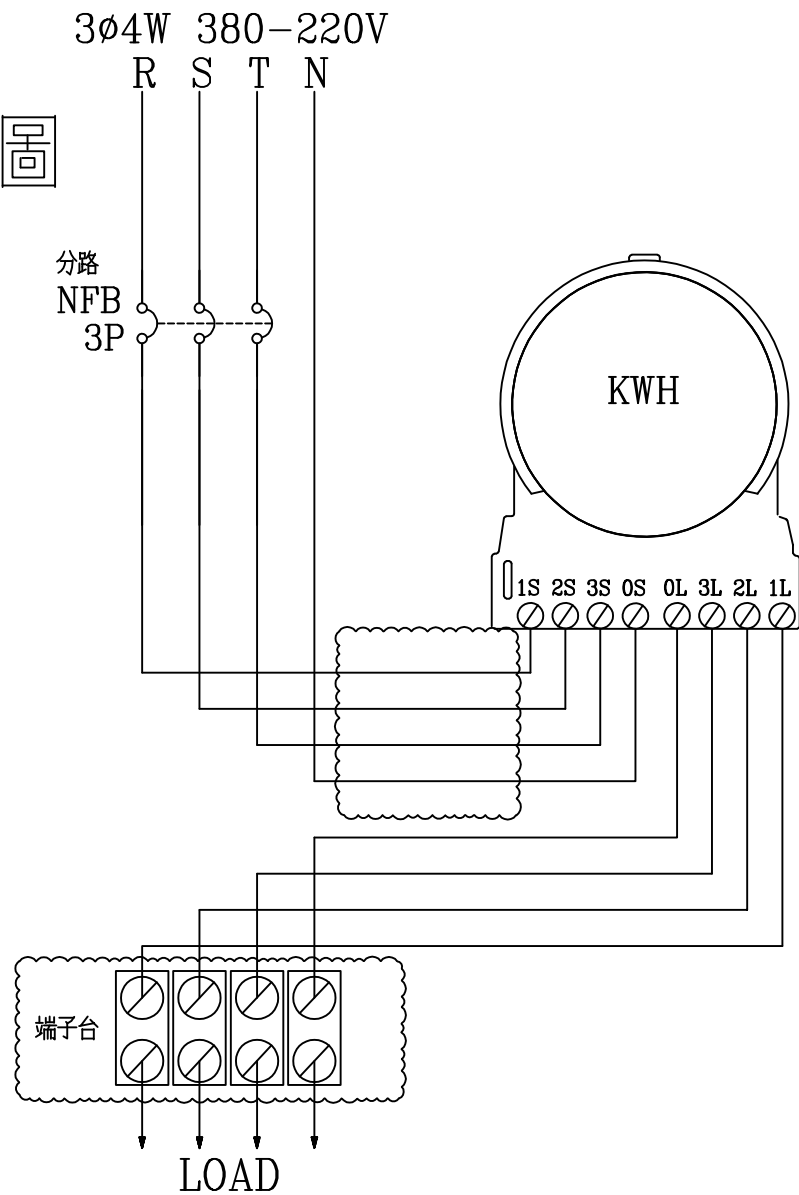 3ø4W 380-220V
R S T N
圖
分路
NFB
3P
KWH
1S 2S 3S 0S 0L 3L 2L 1L
端子台
LOAD